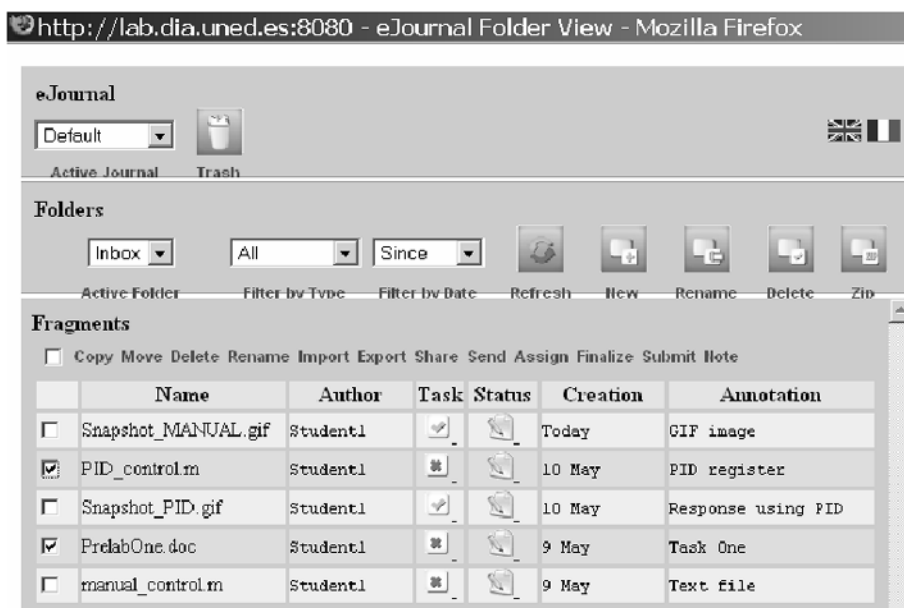 http://lab.dia.uned.es:8080 - eJournal Folder View - Mozilla Firefox
eJournal
Default
Active Journal Trash
Folders
Inbox All Since
Active Folder Filter by Type Filter by Date Refresh New Rename Delete Zip
Fragments
Copy Move Delete Rename Import Export Share Send Assign Finalize Submit Note
Name Author Task Status Creation Annotation
Snapshot_MANUAL.gif Student1 Today GIF image
PID_control.m Student1 10 May PID register
Snapshot_PID.gif Student1 10 May Response using PID
PrelabOne.doc Student1 9 May Task One
manual_control.m Student1 9 May Text file